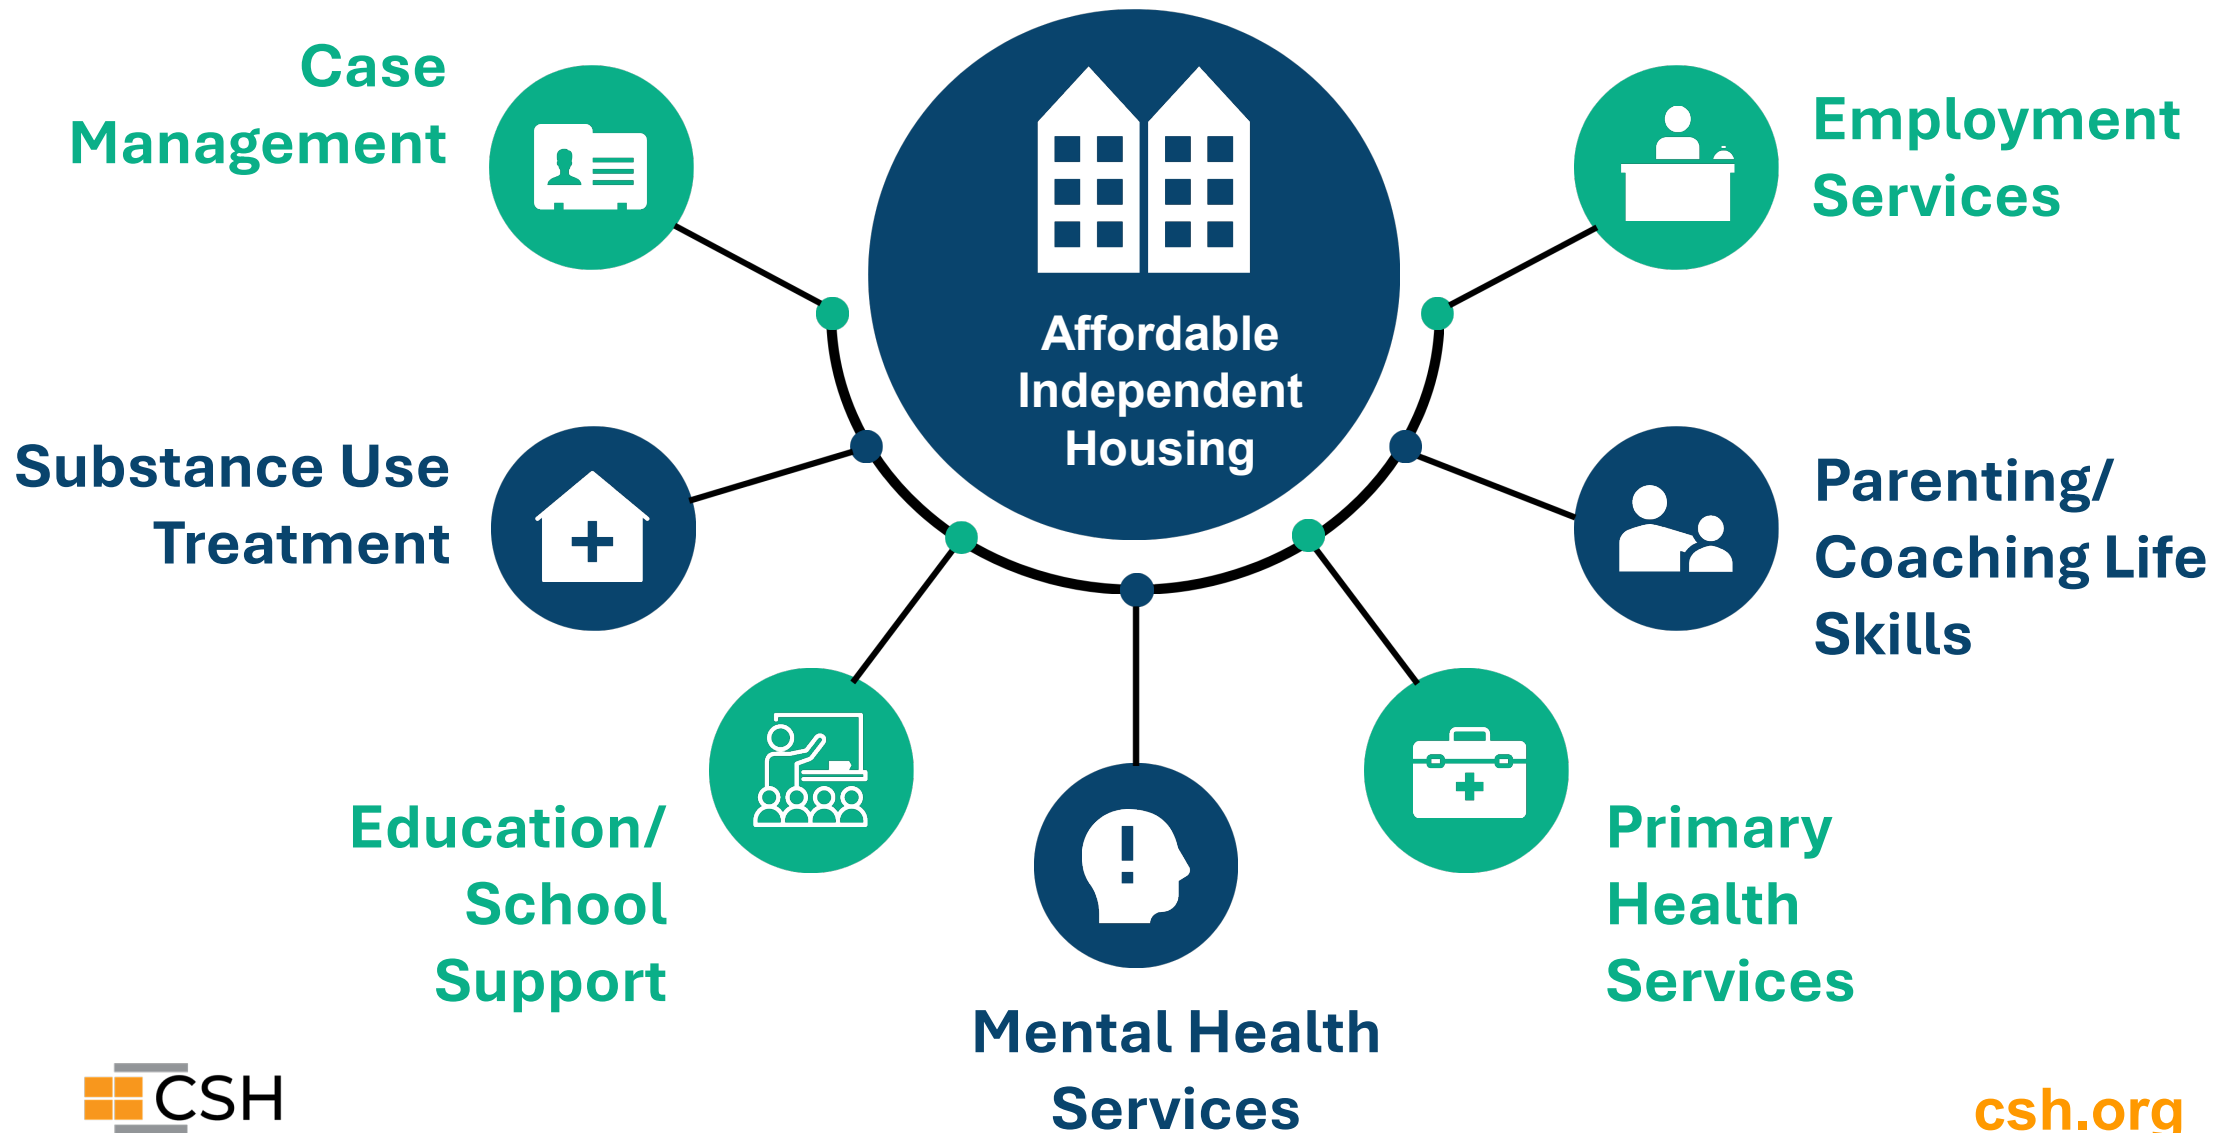 Case
Management
Affordable
Independent
Housing
Employment
Services
Substance Use
Treatment
Parenting/
Coaching Life
Skills
Education/
School
Support
Mental Health
Services
Primary
Health
Services
CSH
csh.org